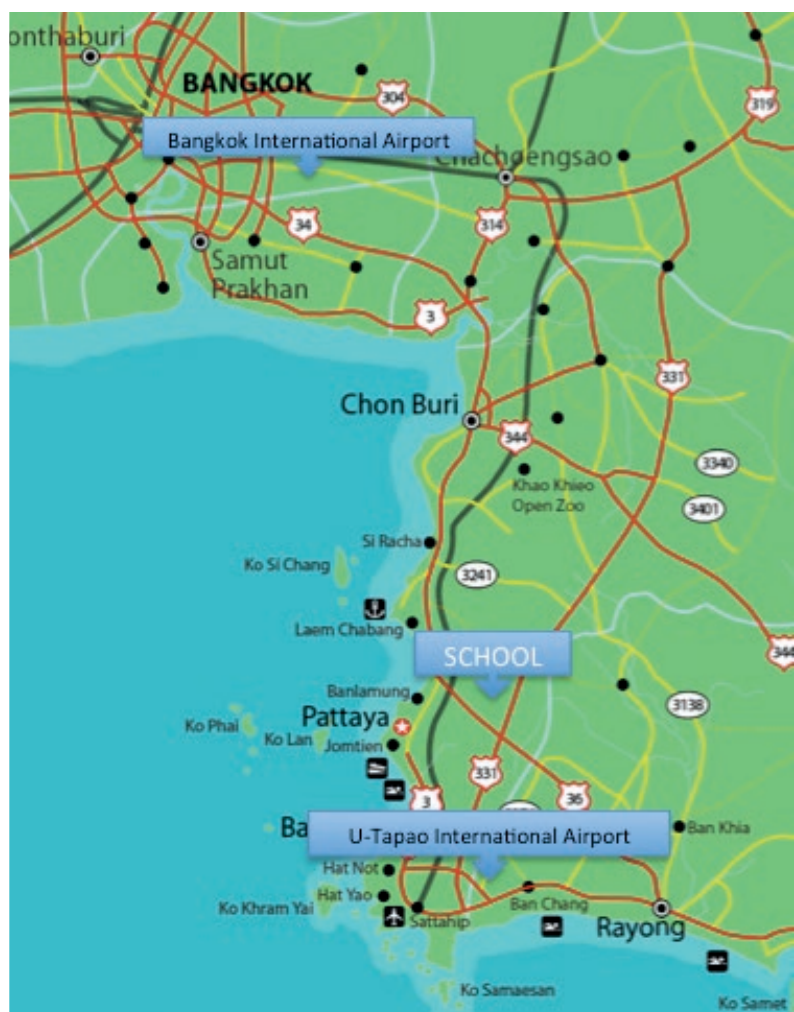 onthaburi
BANGKOK
304
319
Bangkok International Airport
Chachoengsao
34
314
Samut
Prakhan
3
331
Chon Buri
344
3340
Khao Khieo
Open Zoo
3401
Si Racha
Ko Si Chang
3241
Laem Chabang
SCHOOL
344
Banlamung
3138
Ko Phai
Pattaya
Ko Lan
Jomtien
331
3
36
Ba
U-Tapao International Airport
Ban Khia
Hat Not
Hat Yao
Ko Khram Yai
Sattahip
Ban Chang
Rayong
Ko Samaesan
Ko Samet